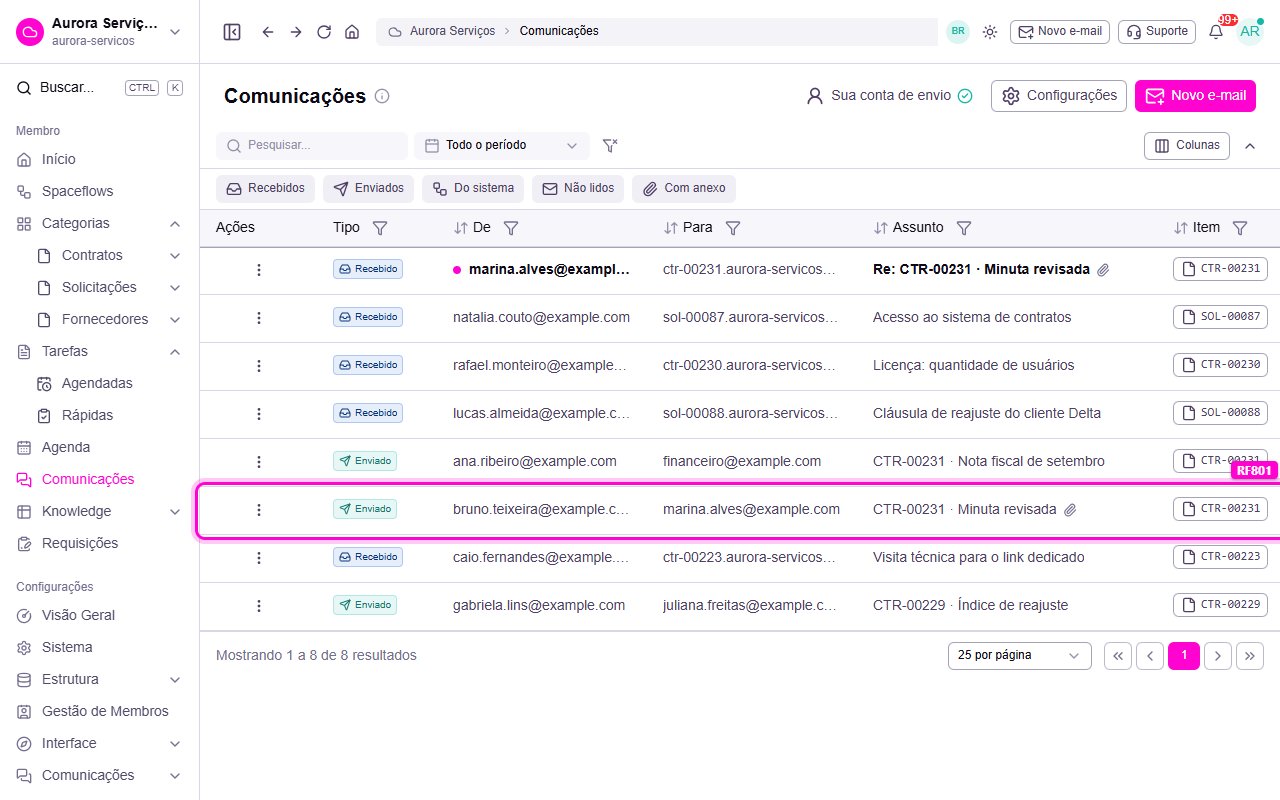 Aurora Serviç...
aurora-servicos
Aurora Serviços
Comunicações
BR
Novo e-mail
Suporte
99+
AR
Buscar...
CTRL
K
Membro
Início
Spaceflows
Categorias
Contratos
Solicitações
Fornecedores
Tarefas
Agendadas
Rápidas
Agenda
Comunicações
Knowledge
Requisições
Configurações
Visão Geral
Sistema
Estrutura
Gestão de Membros
Interface
Comunicações
Comunicações
Sua conta de envio
Configurações
Novo e-mail
Pesquisar...
Todo o período
Colunas
Recebidos
Enviados
Do sistema
Não lidos
Com anexo
Ações Tipo De Para Assunto Item
Recebido marina.alves@exampl... ctr-00231.aurora-servicos... Re: CTR-00231 · Minuta revisada CTR-00231
Recebido natalia.couto@example.com sol-00087.aurora-servicos... Acesso ao sistema de contratos SOL-00087
Recebido rafael.monteiro@example... ctr-00230.aurora-servicos... Licença: quantidade de usuários CTR-00230
Recebido lucas.almeida@example.c... sol-00088.aurora-servicos... Cláusula de reajuste do cliente Delta SOL-00088
Enviado ana.ribeiro@example.com financeiro@example.com CTR-00231 · Nota fiscal de setembro CTR-00231
RF801
Enviado bruno.teixeira@example.c... marina.alves@example.com CTR-00231 · Minuta revisada CTR-00231
Recebido caio.fernandes@example.... ctr-00223.aurora-servicos... Visita técnica para o link dedicado CTR-00223
Enviado gabriela.lins@example.com juliana.freitas@example.c... CTR-00229 · Índice de reajuste CTR-00229
Mostrando 1 a 8 de 8 resultados
25 por página
1